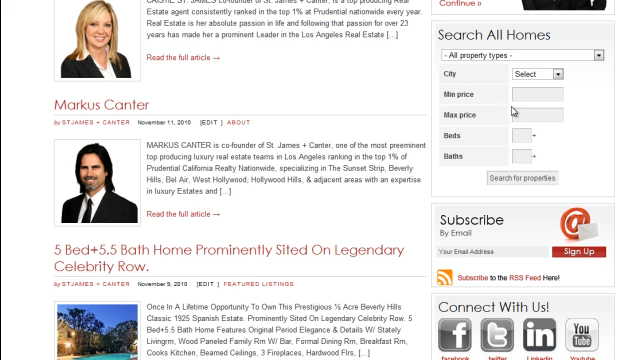 CRISTIE ST. JAMES co-founder of St. James + Canter, is a top producing Real
Estate agent consistently ranked in the top 1% at Prudential nationwide every year.
Real Estate is her absolute passion in life and following that passion for over 23
years has made her a prominent Leader in the Los Angeles Real Estate [...]
Read the full article →
Markus Canter
by STJAMES + CANTER November 11, 2010 [EDIT ] ABOUT
MARKUS CANTER is co-founder of St. James + Canter, one of the most preeminent
top producing luxury real estate teams in Los Angeles ranking in the top 1% of
Prudential California Realty Nationwide, specializing in The Sunset Strip, Beverly
Hills, Bel Air, West Hollywood, Hollywood Hills, & adjacent areas with an expertise
in luxury Estates and [...]
Read the full article →
5 Bed+5.5 Bath Home Prominently Sited On Legendary
Celebrity Row.
by STJAMES + CANTER November 9, 2010 [EDIT ] FEATURED LISTINGS
Once In A Lifetime Opportunity To Own This Prestigious ½ Acre Beverly Hills
Classic 1925 Spanish Estate. Prominently Sited On Legendary Celebrity Row. 5
Bed+5.5 Bath Home Features Original Period Elegance & Details W/ Stately
Livingrm, Wood Paneled Family Rm W/ Bar, Formal Dining Rm, Breakfast Rm,
Cooks Kitchen, Beamed Ceilings, 3 Fireplaces, Hardwood Flrs, [...]
Continue »
Search All Homes
- All property types -
City Select
Min price
Max price
Beds +
Baths +
Search for properties
Subscribe
By Email
Your Email Address Sign Up
Subscribe to the RSS Feed Here!
Connect With Us!
f t in You Tube
facebook twitter linkedin Youtube